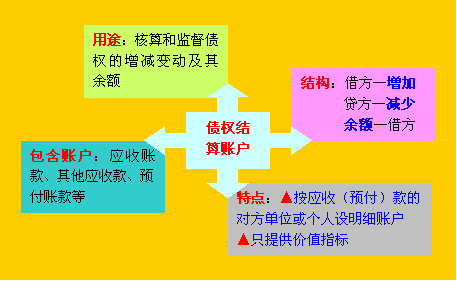 用途：核算和监督债
权的增减变动及其
余额
结构：借方—增加
贷方—减少
余额—借方
债权结
算账户
包含账户：应收账
款、其他应收款、预
付账款等
特点：▲按应收（预付）款的
对方单位或个人设明细账户
▲只提供价值指标